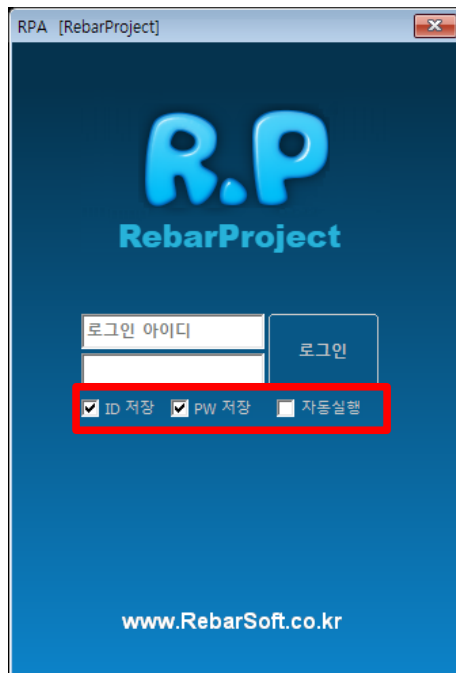 RPA [RebarProject]
R.P
RebarProject
로그인 아이디
로그인
ID 저장 PW 저장 자동실행
www.RebarSoft.co.kr